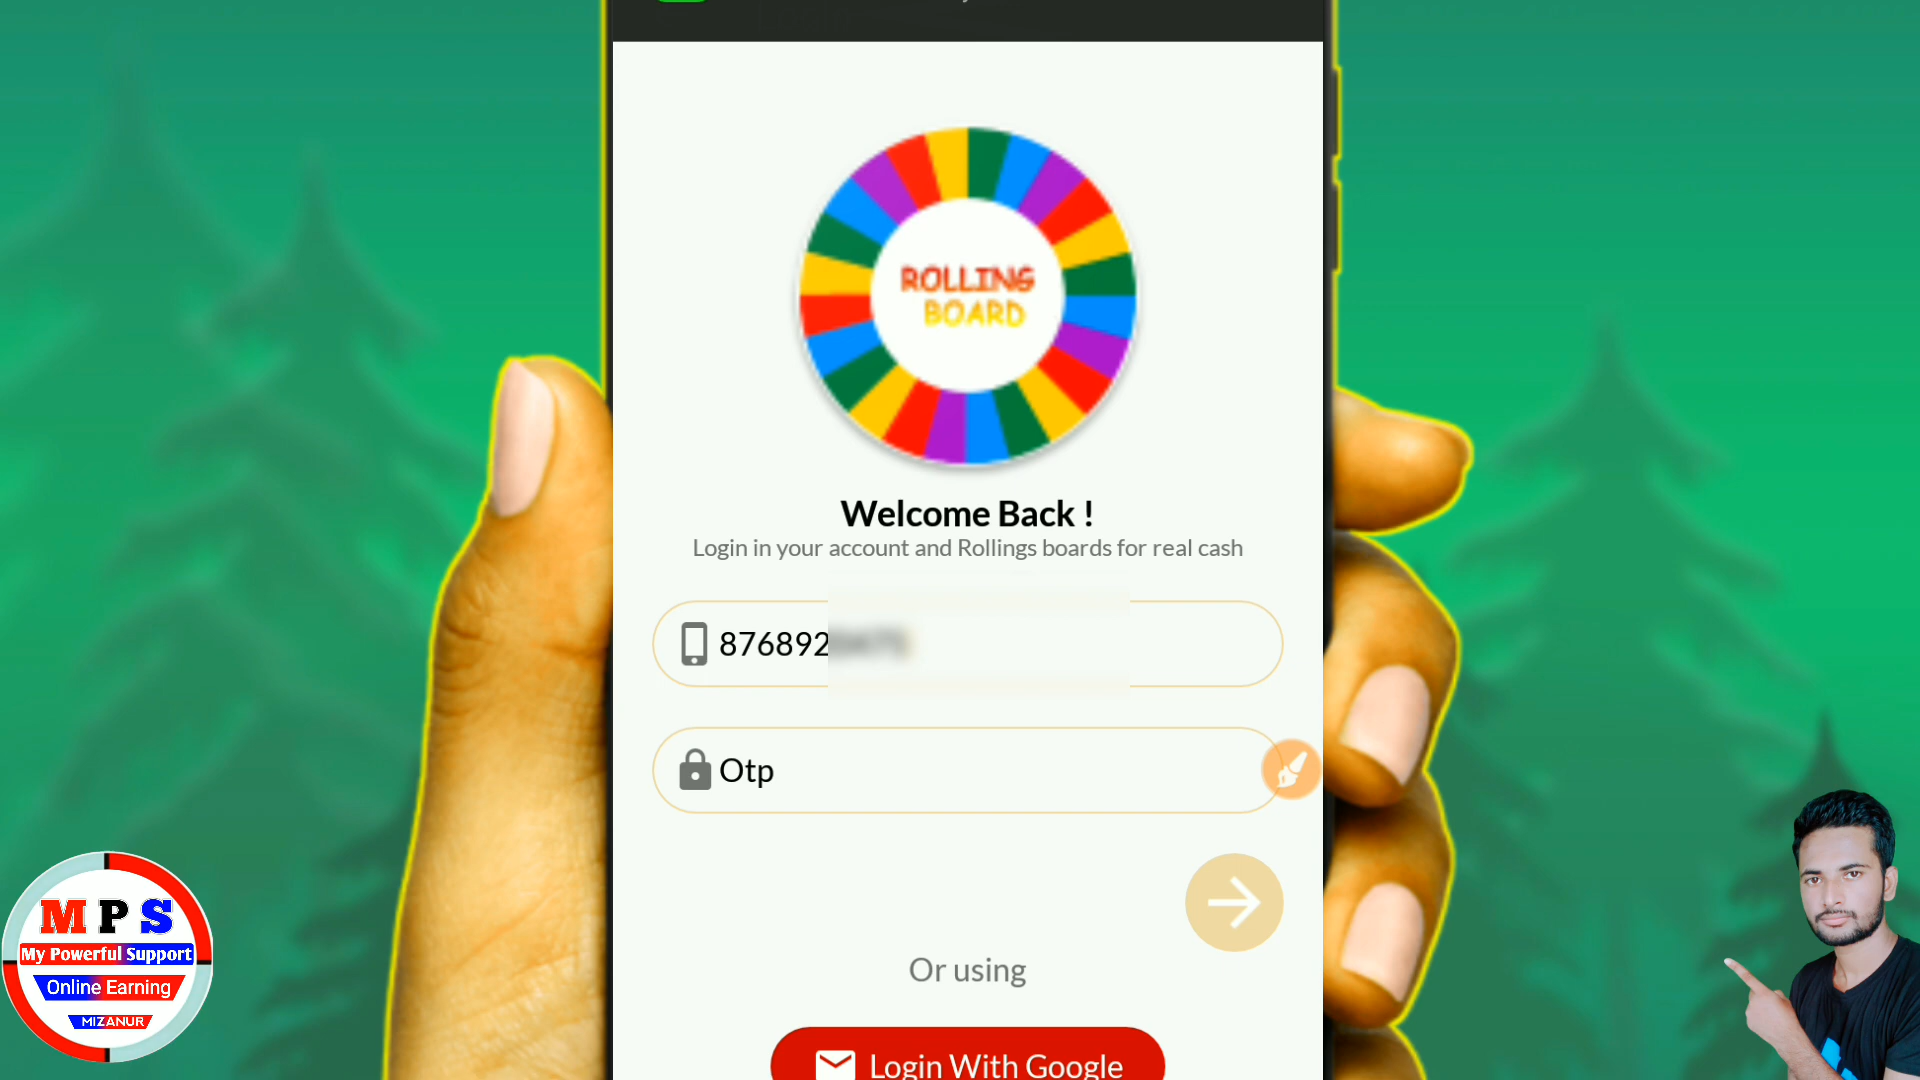 ROLLING
BOARD
Welcome Back !
Login in your account and Rollings boards for real cash
876892
Otp
Or using
Login With Google
M P S
My Powerful Support
Online Earning
MIZANUR